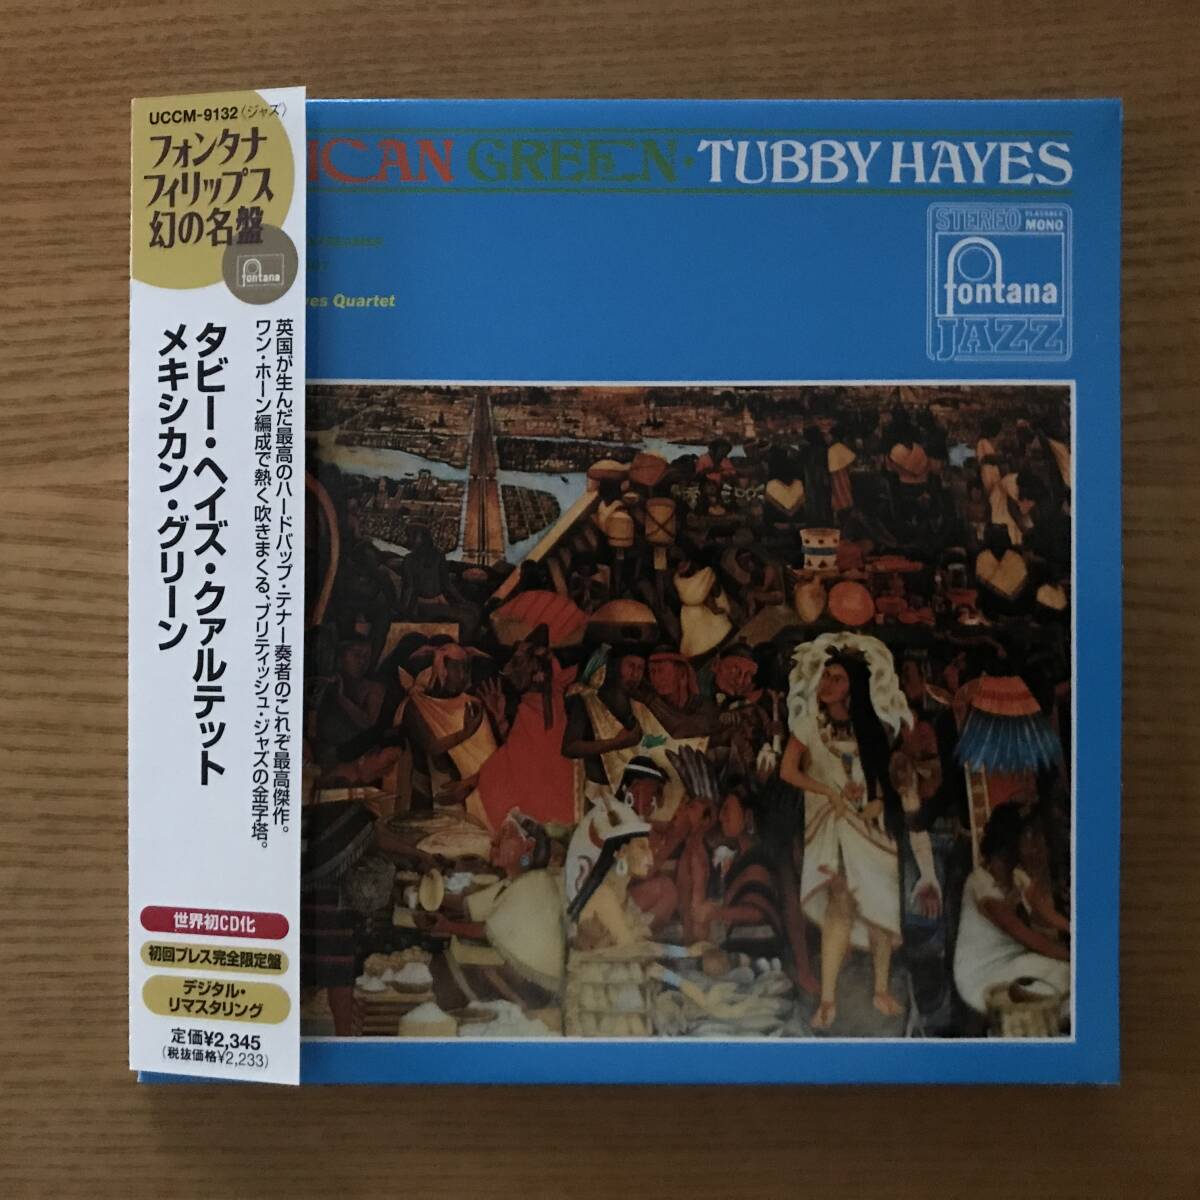 UCCM-9132〈ジャズ〉
フォンタナ
フィリップス
幻の名盤
fontana
タビー・ヘイズ・クァルテット
メキシカン・グリーン
英国が生んだ最高のハードバップ・テナー奏者のこれぞ最高傑作。
ワン・ホーン編成で熱く吹きまくる、ブリティッシュ・ジャズの金字塔。
世界初CD化
初回プレス完全限定盤
デジタル・
リマスタリング
定価¥2,345
(税抜価格¥2,233)
ICAN GREEN・TUBBY HAYES
Quartet
STEREO
MONO
fontana
JAZZ